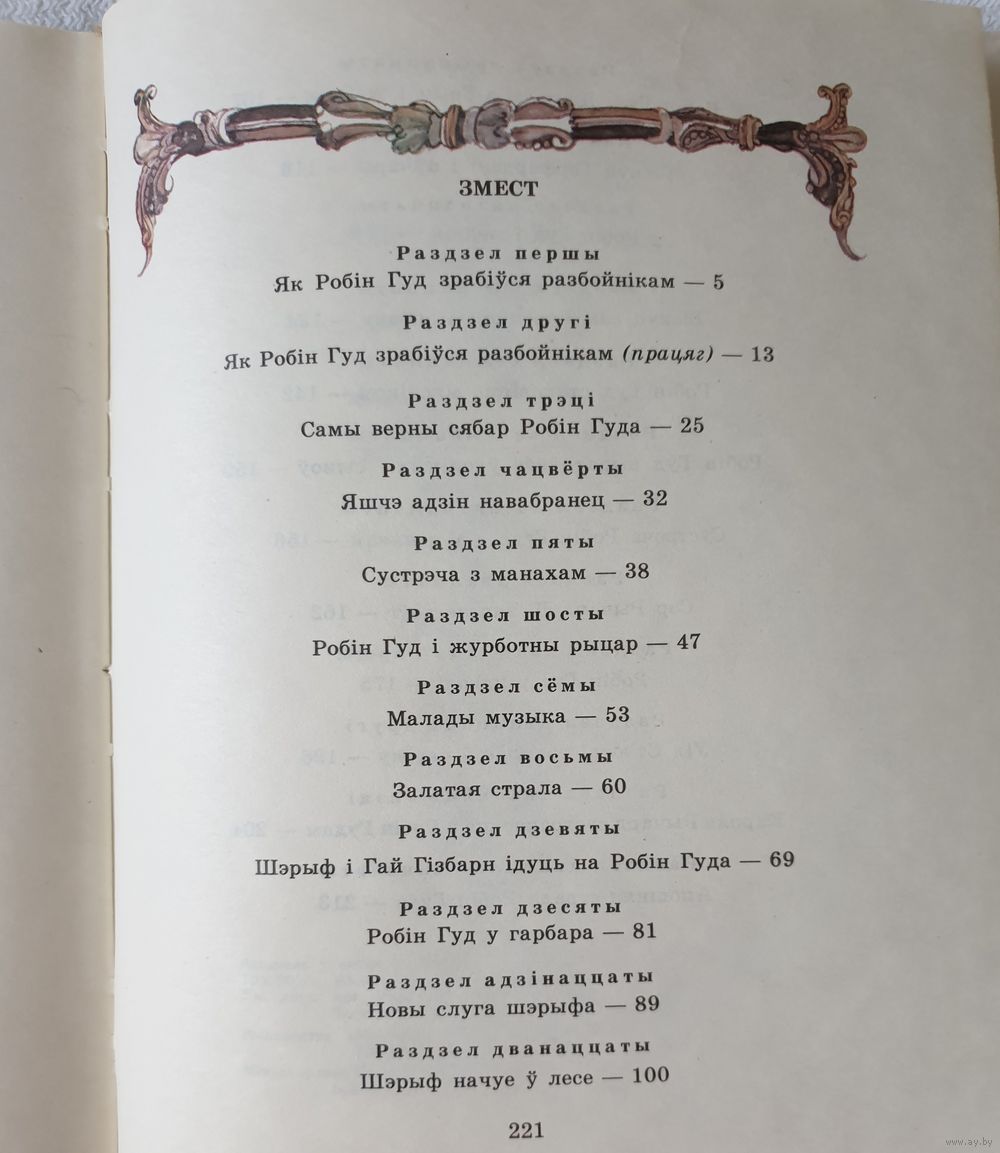 ЗМЕСТ
Раздзел першы
Як Робін Гуд зрабіўся разбойнікам — 5
Раздзел другі
Як Робін Гуд зрабіўся разбойнікам (працяг) — 13
Раздзел трэці
Самы верны сябар Робін Гуда — 25
Раздзел чацвёрты
Яшчэ адзін навабранец — 32
Раздзел пяты
Сустрэча з манахам — 38
Раздзел шосты
Робін Гуд і журботны рыцар — 47
Раздзел сёмы
Малады музыка — 53
Раздзел восьмы
Залатая страла — 60
Раздзел дзевяты
Шэрыф і Гай Гізбарн ідуць на Робін Гуда — 69
Раздзел дзесяты
Робін Гуд у гарбара — 81
Раздзел адзінаццаты
Новы слуга шэрыфа — 89
Раздзел дванаццаты
Шэрыф начуе ў лесе — 100
221
www.ay.by